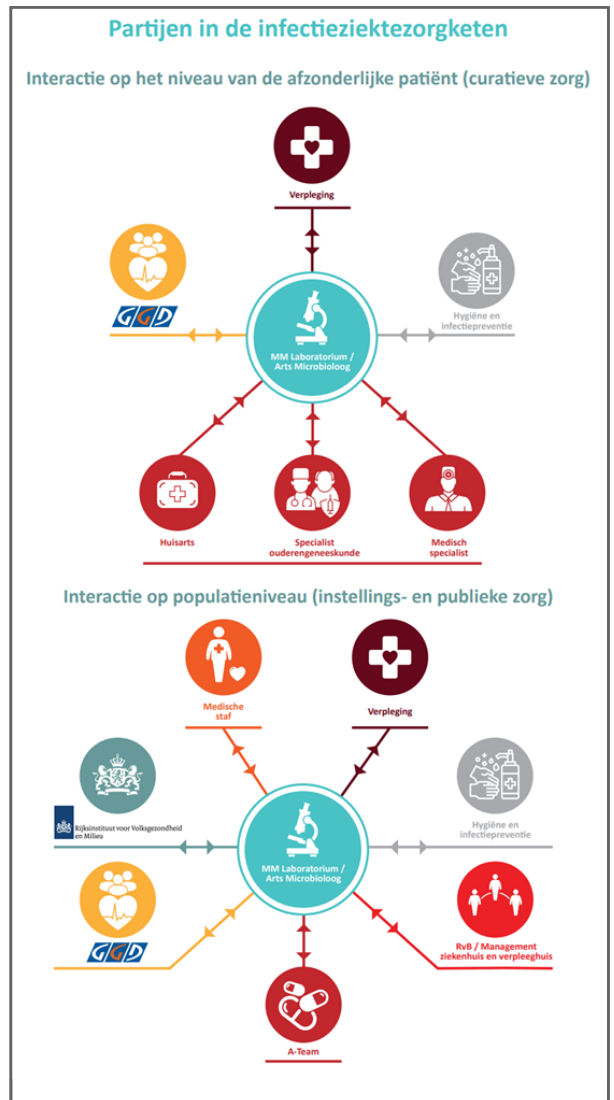 Partijen in de infectieziektezorgketen
Interactie op het niveau van de afzonderlijke patiënt (curatieve zorg)
Verpleging
GGD
Hygiëne en
infectiepreventie
MM Laboratorium /
Arts Microbioloog
Huisarts
Specialist
ouderengeneeskunde
Medisch
specialist
Interactie op populatieniveau (instellings- en publieke zorg)
Medische
staf
Verpleging
Rijksinstituut voor Volksgezondheid
en Milieu
Hygiëne en
infectiepreventie
MM Laboratorium /
Arts Microbioloog
GGD
RvB / Management
ziekenhuis en verpleeghuis
A-Team